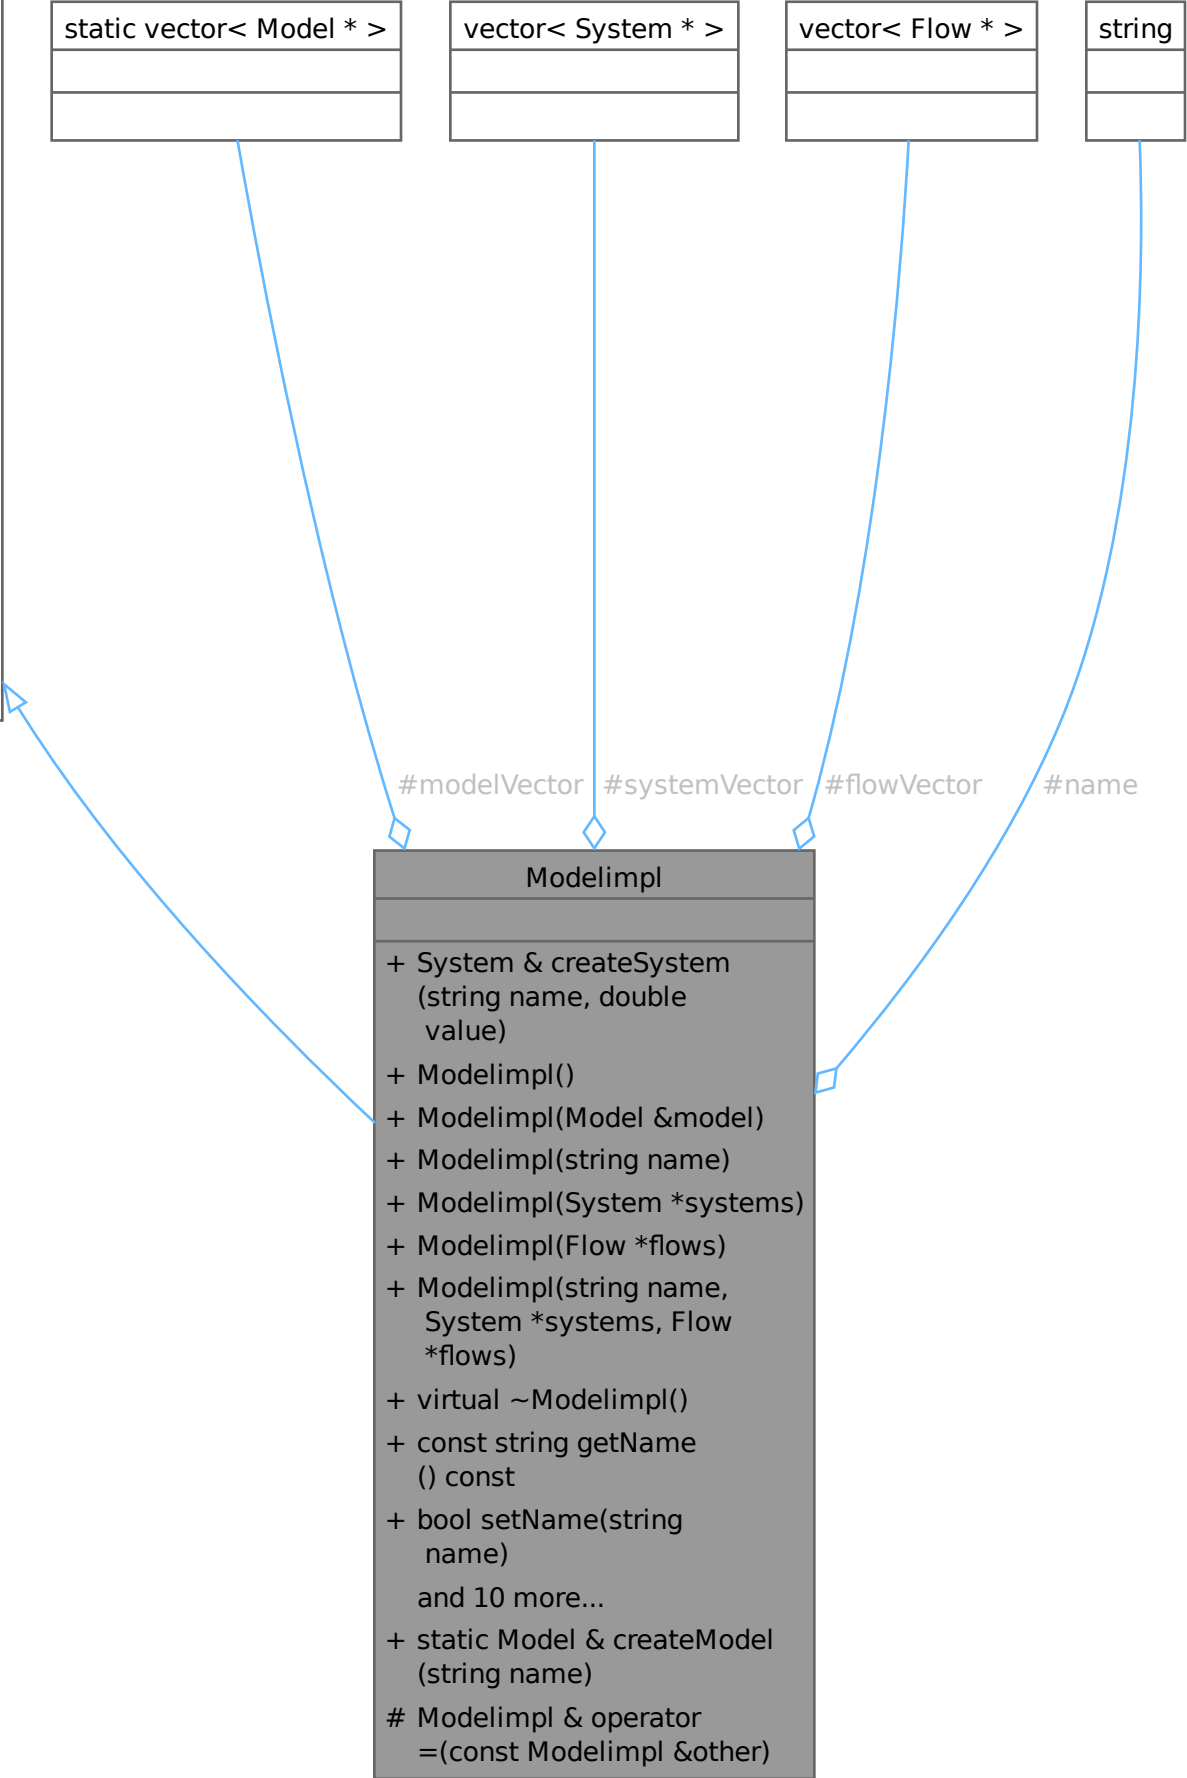 static vector< Model * >
vector< System * >
vector< Flow * >
string
#modelVector
#systemVector
#flowVector
#name
Modelimpl
+ System & createSystem
(string name, double
value)
+ Modelimpl()
+ Modelimpl(Model &model)
+ Modelimpl(string name)
+ Modelimpl(System *systems)
+ Modelimpl(Flow *flows)
+ Modelimpl(string name,
System *systems, Flow
*flows)
+ virtual ~Modelimpl()
+ const string getName
() const
+ bool setName(string
name)
and 10 more...
+ static Model & createModel
(string name)
# Modelimpl & operator
=(const Modelimpl &other)